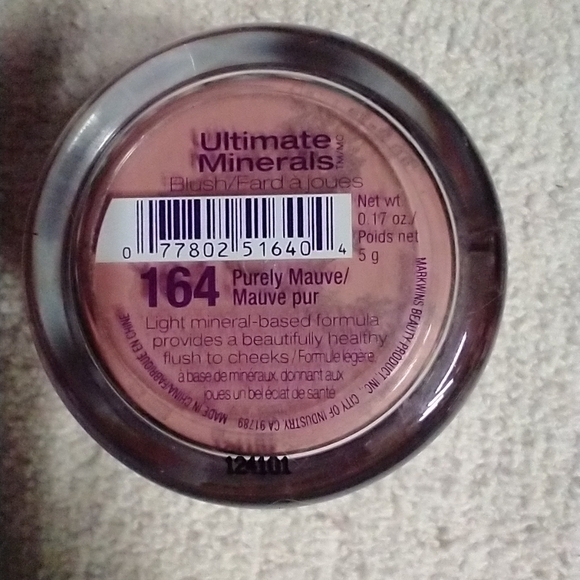 Ultimate
Minerals TM/MC
Blush/Fard à joues
Net wt
0.17 oz./
Poids net
5 g
0 77802 51640 4
164 Purely Mauve/
Mauve pur
Light mineral-based formula
provides a beautifully healthy
flush to cheeks/Formule légère,
à base de minéraux, donnant aux
joues un bel éclat de santé
MARKWINS BEAUTY PRODUCT INC., CITY OF INDUSTRY, CA 91789
MADE IN CHINA/FABRIQUÉ EN CHINE
124101